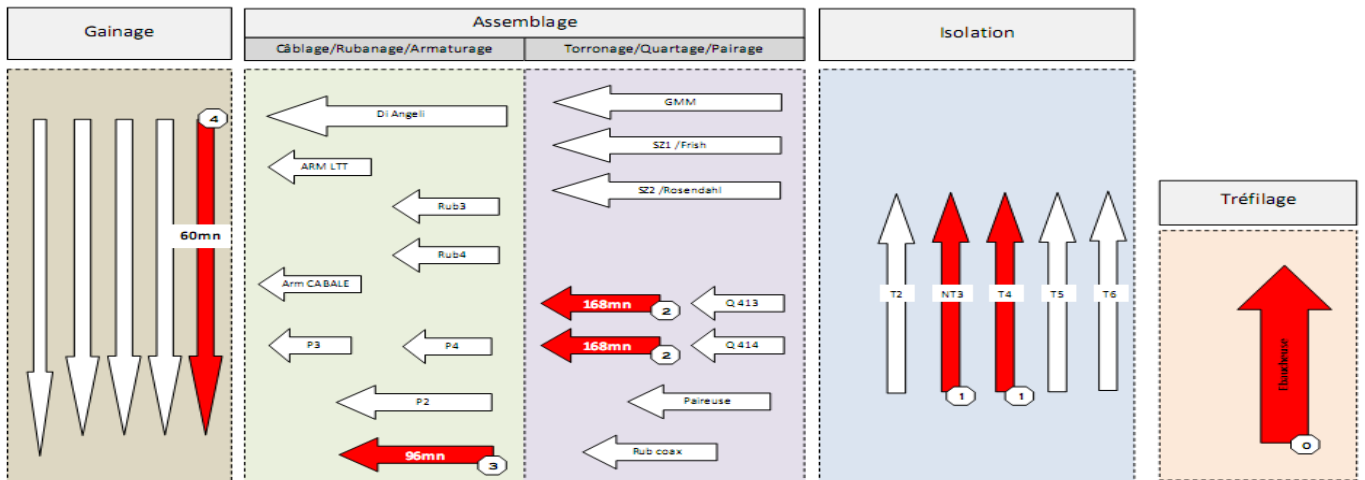 Gainage
Assemblage
Câblage/Rubanage/Armaturage
Torronage/Quartage/Pairage
Isolation
Tréfilage
4
60mn
Di Angeli
ARM LTT
Rub3
Rub4
Arm CABALE
P3
P4
P2
96mn
3
GMM
SZ1 /Frish
SZ2 /Rosendahl
168mn
2
Q 413
168mn
2
Q 414
Paireuse
Rub coax
T2
NT3
T4
T5
T6
1
1
Ebaucheuse
0